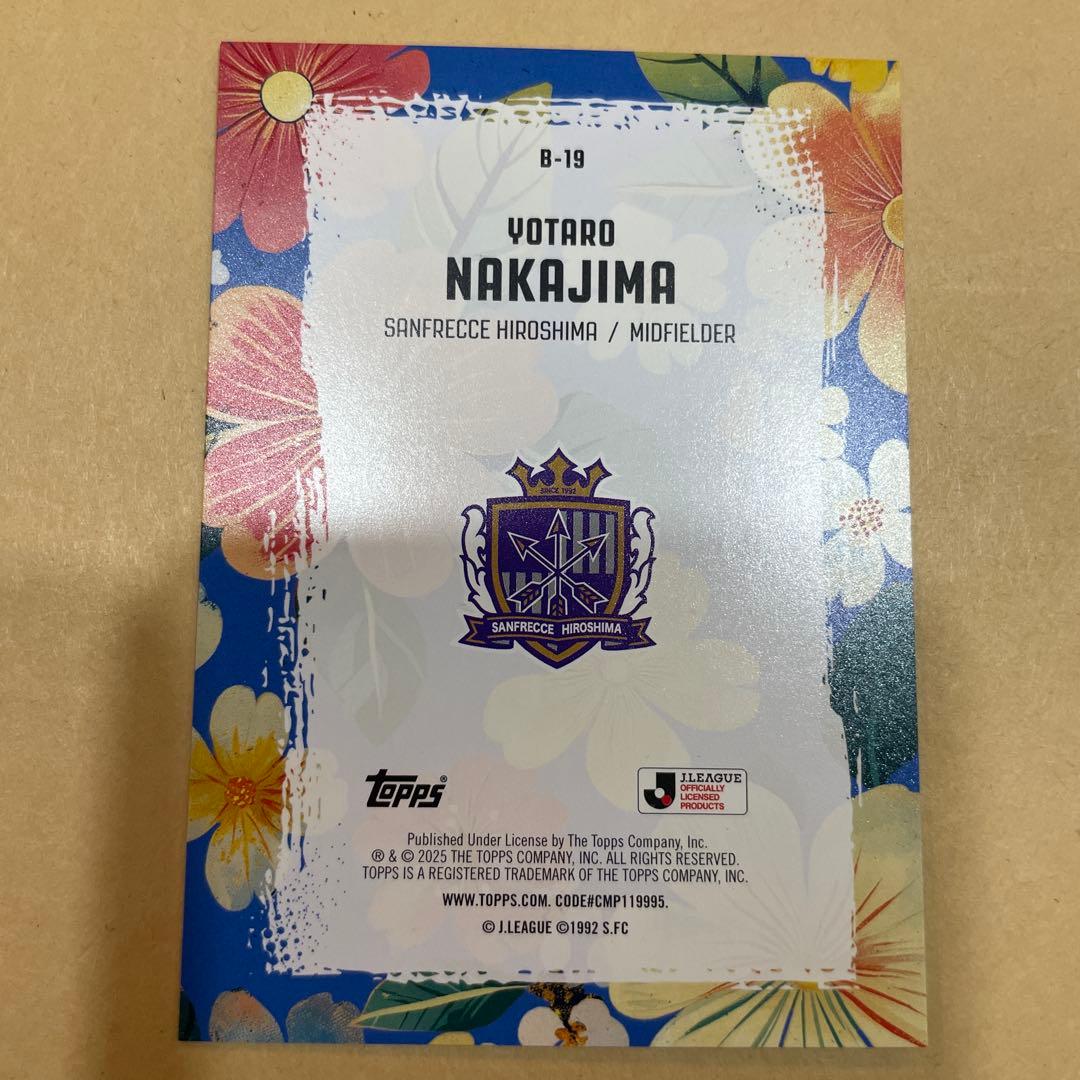 B-19
YOTARO
NAKAJIMA
SANFRECCE HIROSHIMA / MIDFIELDER
SINCE 1992
SANFRECCE HIROSHIMA
topps®
J.LEAGUE
OFFICIALLY
LICENSED
PRODUCTS
Published Under License by The Topps Company, Inc.
® & © 2025 THE TOPPS COMPANY, INC. ALL RIGHTS RESERVED.
TOPPS IS A REGISTERED TRADEMARK OF THE TOPPS COMPANY, INC.
WWW.TOPPS.COM. CODE#CMP119995.
© J.LEAGUE ©1992 S.FC